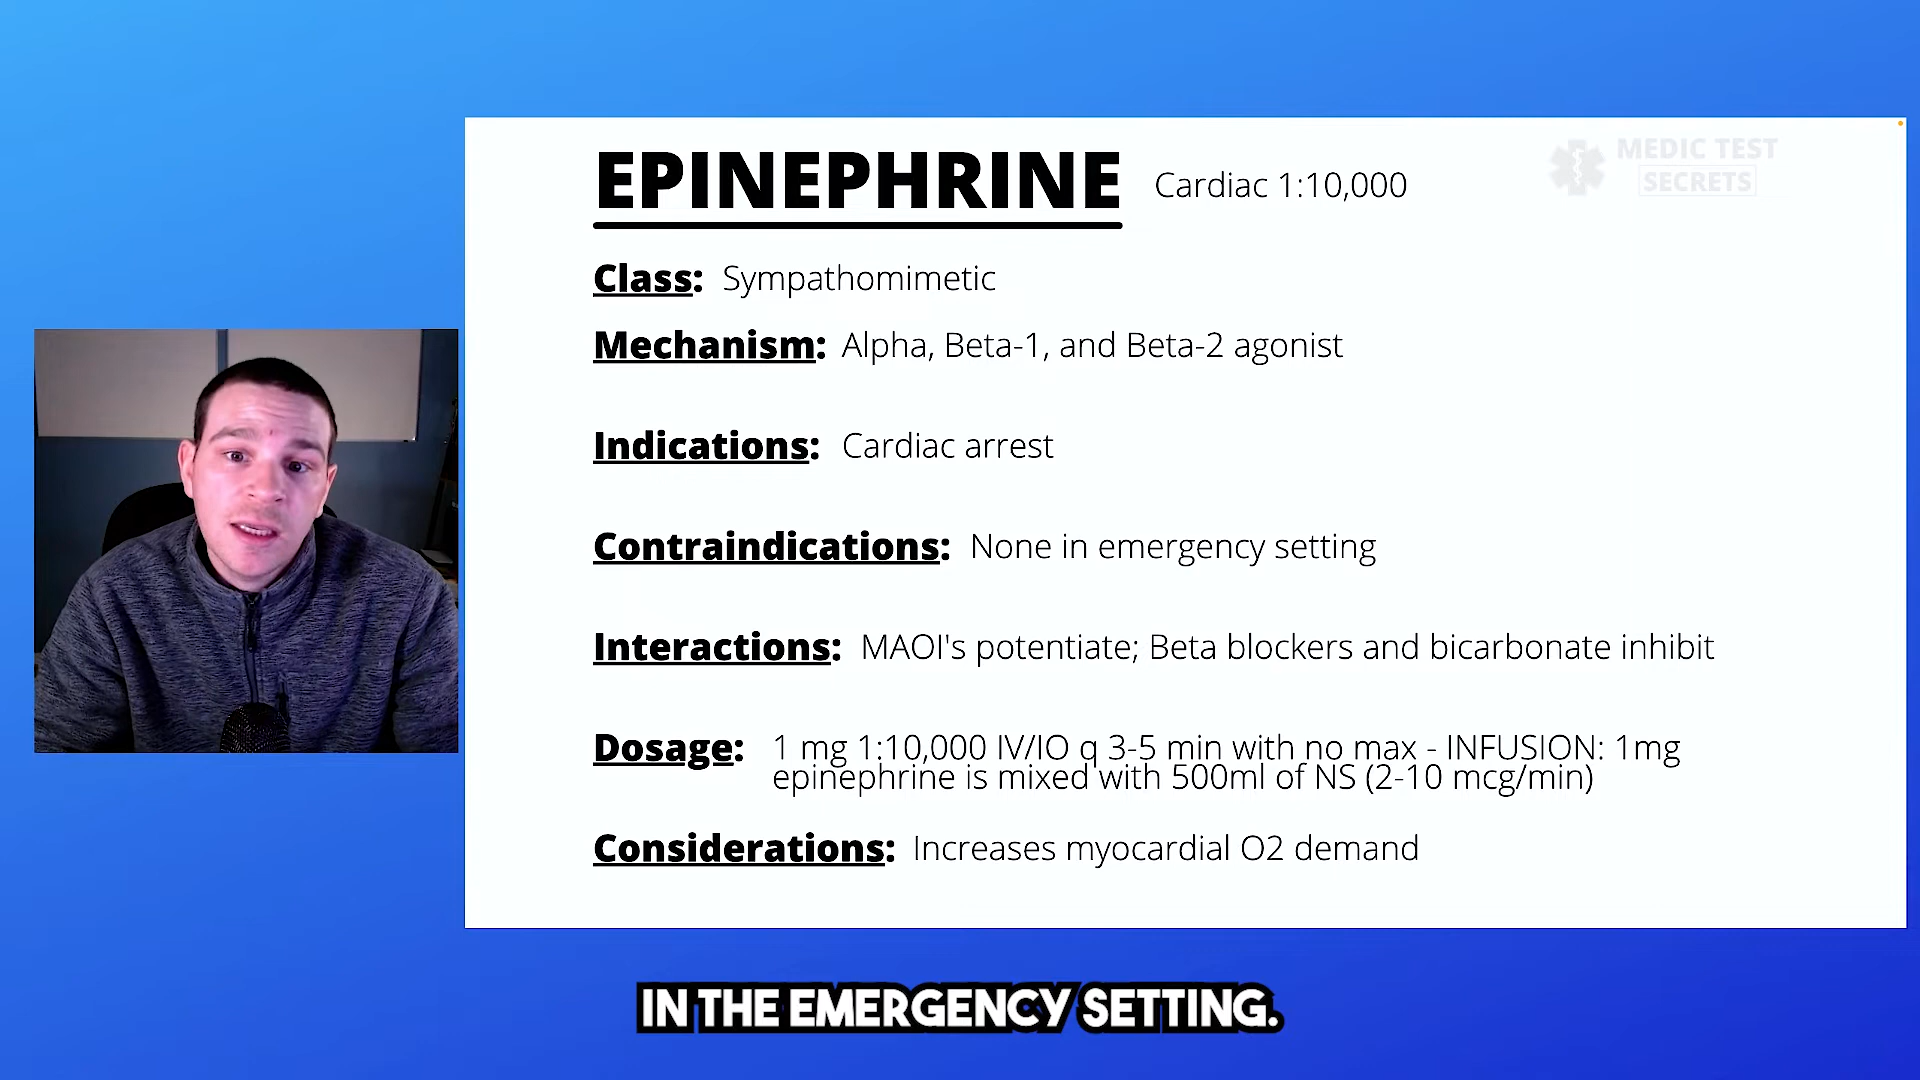 EPINEPHRINE Cardiac 1:10,000
MEDIC TEST
SECRETS
Class: Sympathomimetic
Mechanism: Alpha, Beta-1, and Beta-2 agonist
Indications: Cardiac arrest
Contraindications: None in emergency setting
Interactions: MAOI's potentiate; Beta blockers and bicarbonate inhibit
Dosage: 1 mg 1:10,000 IV/IO q 3-5 min with no max - INFUSION: 1mg
epinephrine is mixed with 500ml of NS (2-10 mcg/min)
Considerations: Increases myocardial O2 demand
IN THE EMERGENCY SETTING.